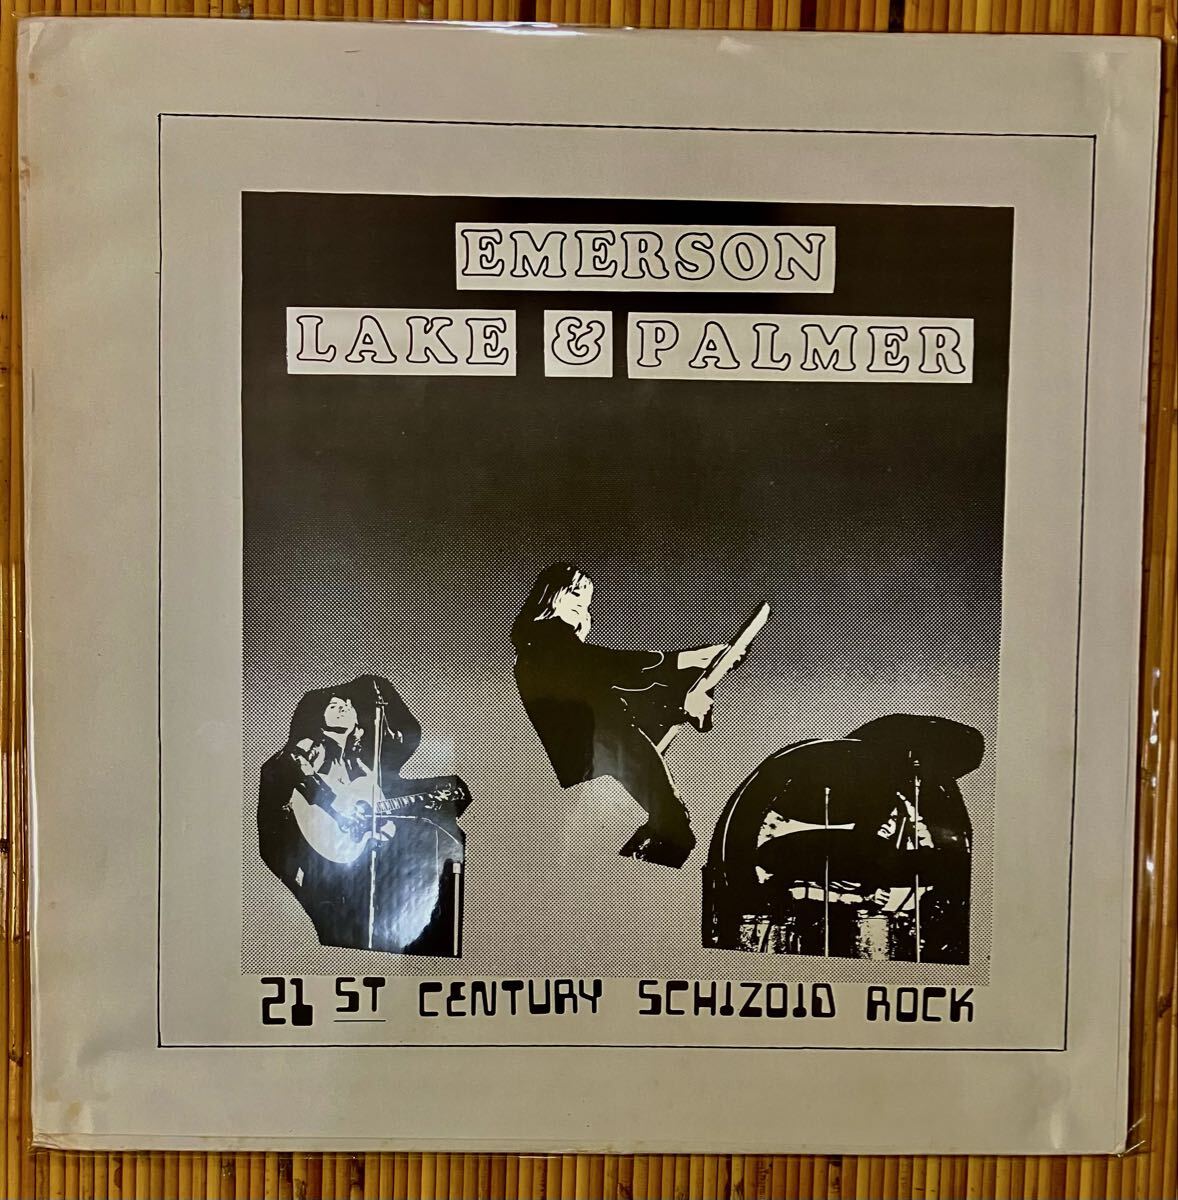 EMERSON
LAKE & PALMER
21 ST CENTURY SCHIZOID ROCK